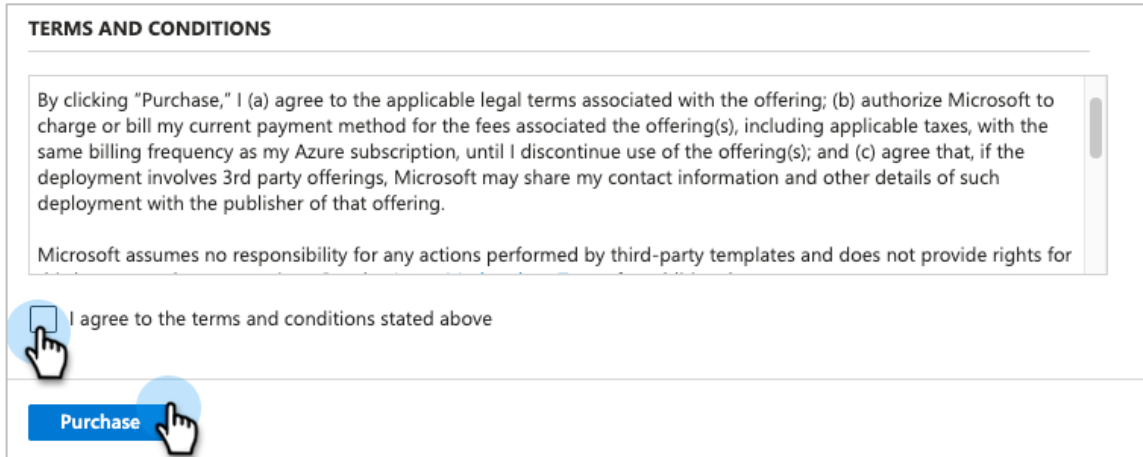 TERMS AND CONDITIONS
By clicking "Purchase," I (a) agree to the applicable legal terms associated with the offering; (b) authorize Microsoft to
charge or bill my current payment method for the fees associated the offering(s), including applicable taxes, with the
same billing frequency as my Azure subscription, until I discontinue use of the offering(s); and (c) agree that, if the
deployment involves 3rd party offerings, Microsoft may share my contact information and other details of such
deployment with the publisher of that offering.
Microsoft assumes no responsibility for any actions performed by third-party templates and does not provide rights for
I agree to the terms and conditions stated above
Purchase